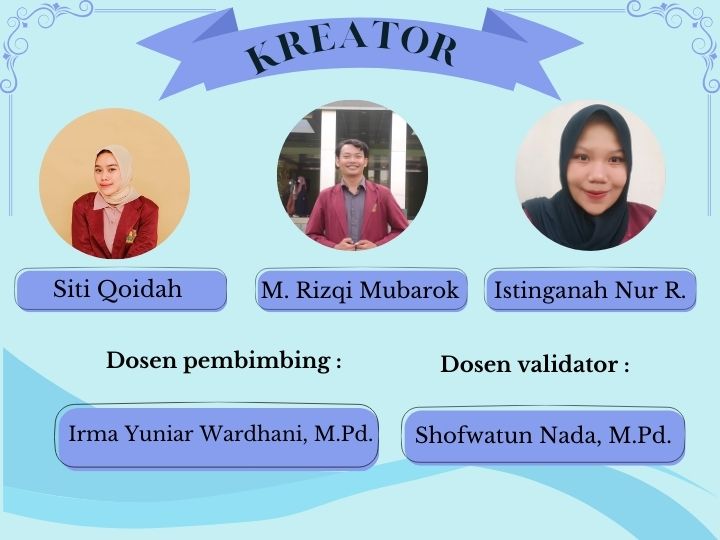 KREATOR
Siti Qoidah
M. Rizqi Mubarok
Istinganah Nur R.
Dosen pembimbing :
Dosen validator :
Irma Yuniar Wardhani, M.Pd.
Shofwatun Nada, M.Pd.